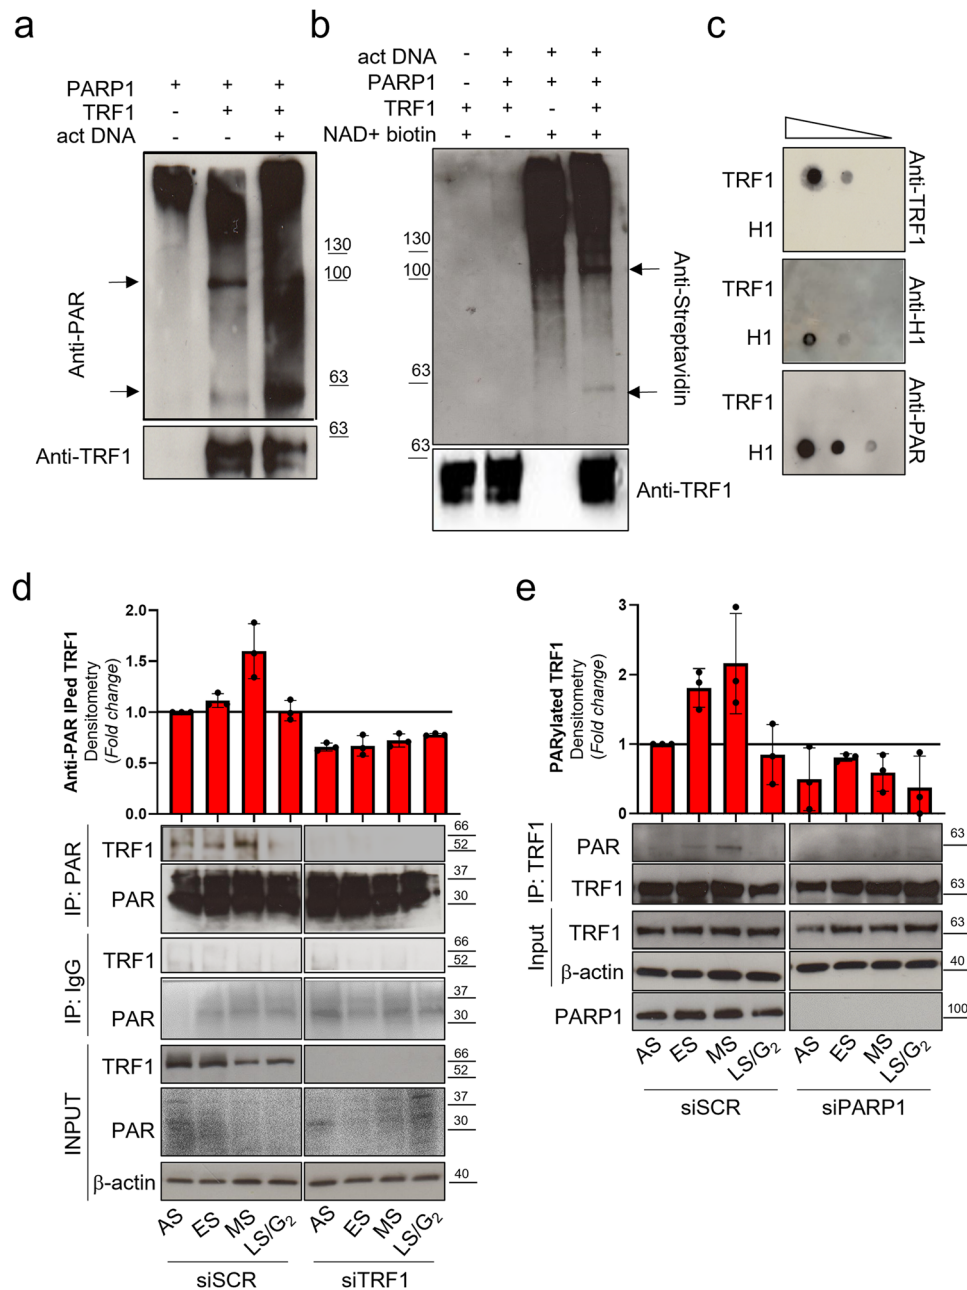 a
PARP1 + + +
TRF1 - + +
act DNA - - +
Anti-PAR
130
100
63
63
Anti-TRF1
b
act DNA - + + +
PARP1 - + + +
TRF1 + + - +
NAD+ biotin + - + +
130
100
63
63
Anti-Streptavidin
Anti-TRF1
c
TRF1
H1
Anti-TRF1
TRF1
H1
Anti-H1
TRF1
H1
Anti-PAR
d
Anti-PAR IPed TRF1
Densitometry
(Fold change)
2.0
1.5
1.0
0.5
0.0
IP: PAR
TRF1
66
52
PAR
37
30
IP: IgG
TRF1
66
52
PAR
37
30
INPUT
TRF1
66
52
PAR
37
30
β-actin
40
AS ES MS LS/G2 AS ES MS LS/G2
siSCR siTRF1
e
PARylated TRF1
Densitometry
(Fold change)
3
2
1
0
IP: TRF1
PAR
63
TRF1
63
Input
TRF1
63
β-actin
40
PARP1
100
AS ES MS LS/G2 AS ES MS LS/G2
siSCR siPARP1